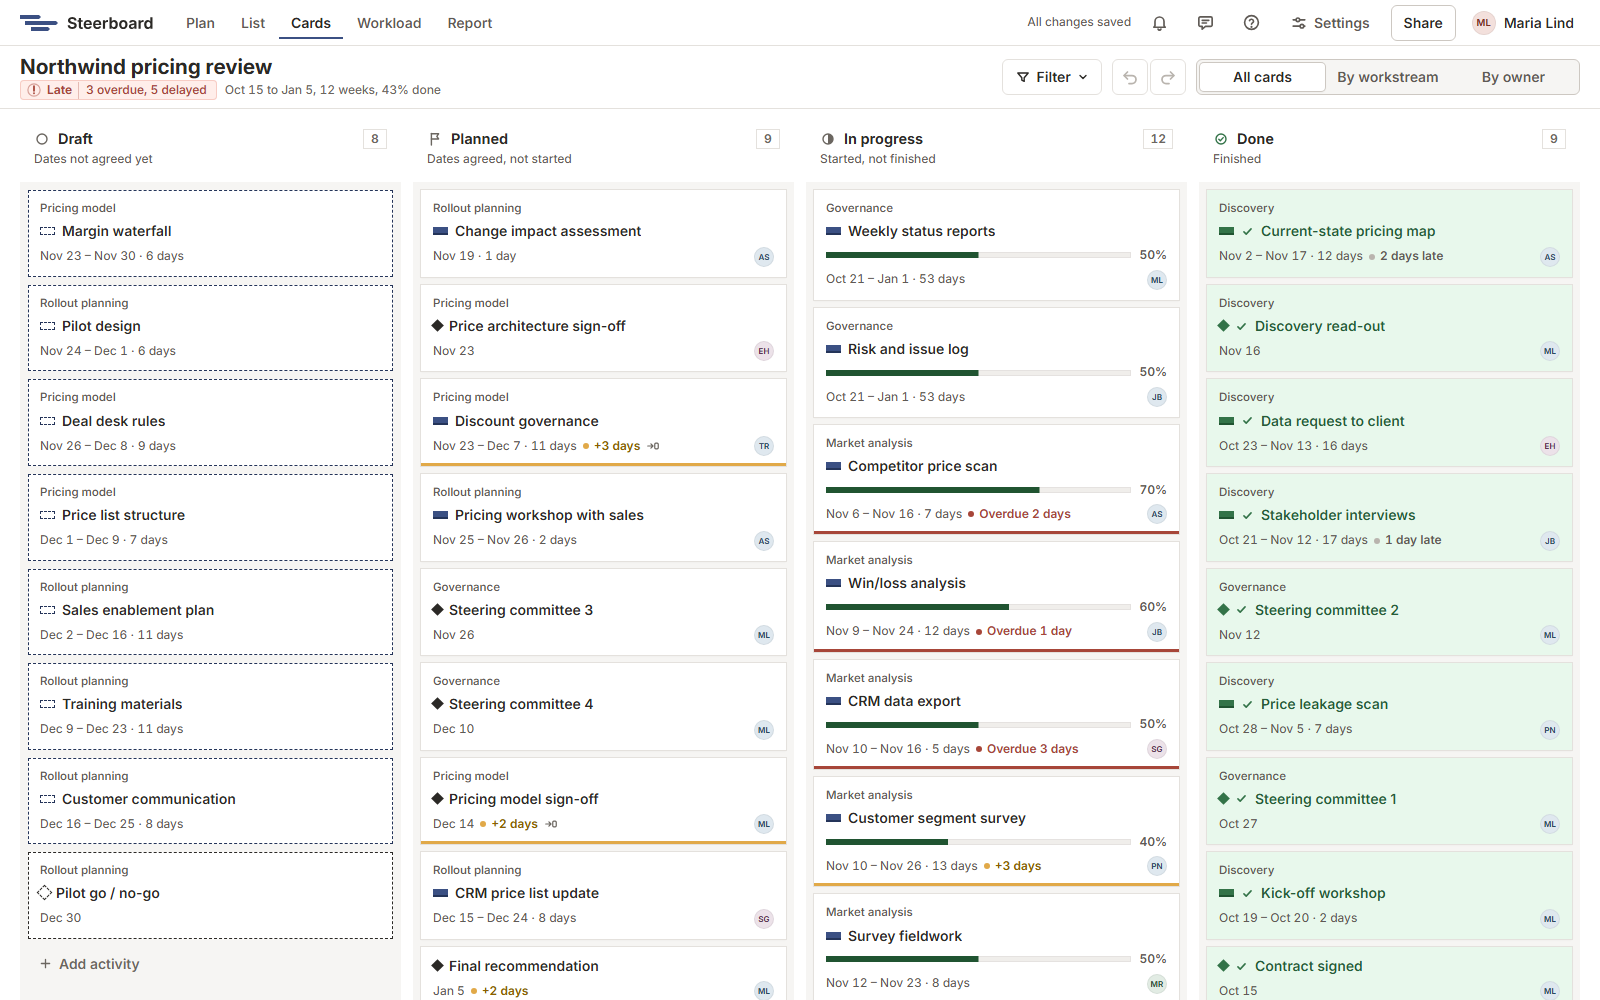 Steerboard
Plan
List
Cards
Workload
Report
All changes saved
Settings
Share
ML
Maria Lind
Northwind pricing review
Late
3 overdue, 5 delayed
Oct 15 to Jan 5, 12 weeks, 43% done
Filter
All cards
By workstream
By owner
Draft
8
Dates not agreed yet
Pricing model
Margin waterfall
Nov 23 – Nov 30 · 6 days
Rollout planning
Pilot design
Nov 24 – Dec 1 · 6 days
Pricing model
Deal desk rules
Nov 26 – Dec 8 · 9 days
Pricing model
Price list structure
Dec 1 – Dec 9 · 7 days
Rollout planning
Sales enablement plan
Dec 2 – Dec 16 · 11 days
Rollout planning
Training materials
Dec 9 – Dec 23 · 11 days
Rollout planning
Customer communication
Dec 16 – Dec 25 · 8 days
Rollout planning
Pilot go / no-go
Dec 30
+ Add activity
Planned
9
Dates agreed, not started
Rollout planning
Change impact assessment
Nov 19 · 1 day
AS
Pricing model
Price architecture sign-off
Nov 23
EH
Pricing model
Discount governance
Nov 23 – Dec 7 · 11 days +3 days
TR
Rollout planning
Pricing workshop with sales
Nov 25 – Nov 26 · 2 days
AS
Governance
Steering committee 3
Nov 26
ML
Governance
Steering committee 4
Dec 10
ML
Pricing model
Pricing model sign-off
Dec 14 +2 days
ML
Rollout planning
CRM price list update
Dec 15 – Dec 24 · 8 days
SG
Final recommendation
Jan 5 +2 days
ML
In progress
12
Started, not finished
Governance
Weekly status reports
50%
Oct 21 – Jan 1 · 53 days
ML
Governance
Risk and issue log
50%
Oct 21 – Jan 1 · 53 days
JB
Market analysis
Competitor price scan
70%
Nov 6 – Nov 16 · 7 days Overdue 2 days
AS
Market analysis
Win/loss analysis
60%
Nov 9 – Nov 24 · 12 days Overdue 1 day
JB
Market analysis
CRM data export
50%
Nov 10 – Nov 16 · 5 days Overdue 3 days
SG
Market analysis
Customer segment survey
40%
Nov 10 – Nov 26 · 13 days +3 days
PN
Market analysis
Survey fieldwork
50%
Nov 12 – Nov 23 · 8 days
MR
Done
9
Finished
Discovery
Current-state pricing map
Nov 2 – Nov 17 · 12 days 2 days late
AS
Discovery
Discovery read-out
Nov 16
ML
Discovery
Data request to client
Oct 23 – Nov 13 · 16 days
EH
Discovery
Stakeholder interviews
Oct 21 – Nov 12 · 17 days 1 day late
JB
Governance
Steering committee 2
Nov 12
ML
Discovery
Price leakage scan
Oct 28 – Nov 5 · 7 days
PN
Governance
Steering committee 1
Oct 27
ML
Discovery
Kick-off workshop
Oct 19 – Oct 20 · 2 days
ML
Contract signed
Oct 15
ML